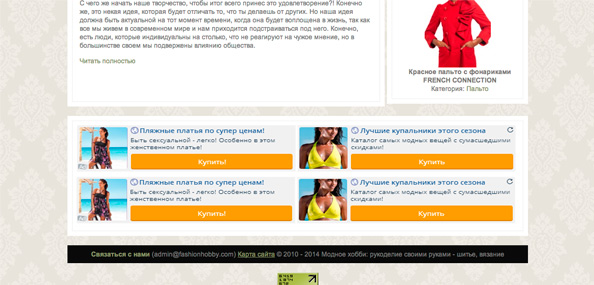 С чего же начать наше творчество, чтобы итог всего принес это удовлетворение?! Конечно
же, это некая идея, которая будет отличать то, что ты делаешь от других. Но наша идея
должна быть актуальной на тот момент времени, когда она будет воплощена в жизнь, так как
все мы живем в современном мире и нам приходится подстраиваться под него. Конечно,
есть люди, которые индивидуальны на столько, что не реагируют на чужое мнение, но в
большинстве своем мы подвержены влиянию общества.
Читать полностью
Красное пальто с фонариками
FRENCH CONNECTION
Категория: Пальто
Пляжные платья по супер ценам!
Быть сексуальной - легко! Особенно в этом
женственном платье!
Купить!
Лучшие купальники этого сезона
Каталог самых модных вещей с сумасшедшими
скидками!
Купить
Пляжные платья по супер ценам!
Быть сексуальной - легко! Особенно в этом
женственном платье!
Купить!
Лучшие купальники этого сезона
Каталог самых модных вещей с сумасшедшими
скидками!
Купить
Связаться с нами (admin@fashionhobby.com) Карта сайта © 2010 - 2014 Модное хобби: рукоделие своими руками - шитье, вязание